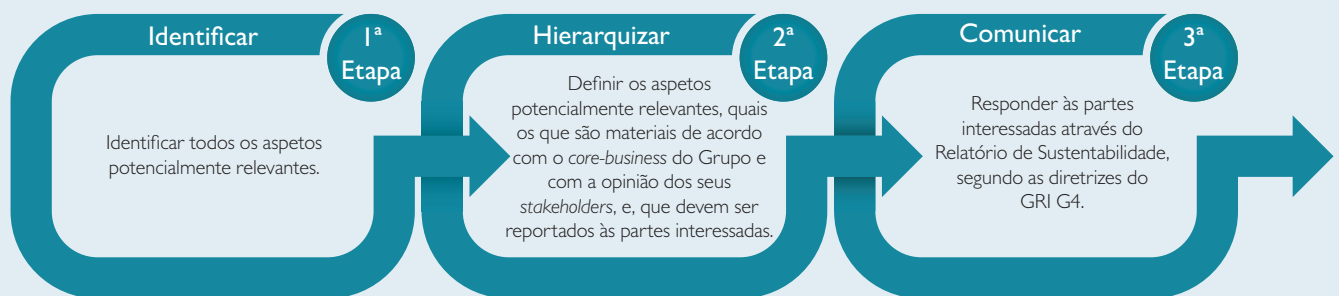 Identificar
1ª
Etapa
Identificar todos os aspetos
potencialmente relevantes.
Hierarquizar
2ª
Etapa
Definir os aspetos
potencialmente relevantes, quais
os que são materiais de acordo
com o core-business do Grupo e
com a opinião dos seus
stakeholders, e, que devem ser
reportados às partes interessadas.
Comunicar
3ª
Etapa
Responder às partes
interessadas através do
Relatório de Sustentabilidade,
segundo as diretrizes do
GRI G4.